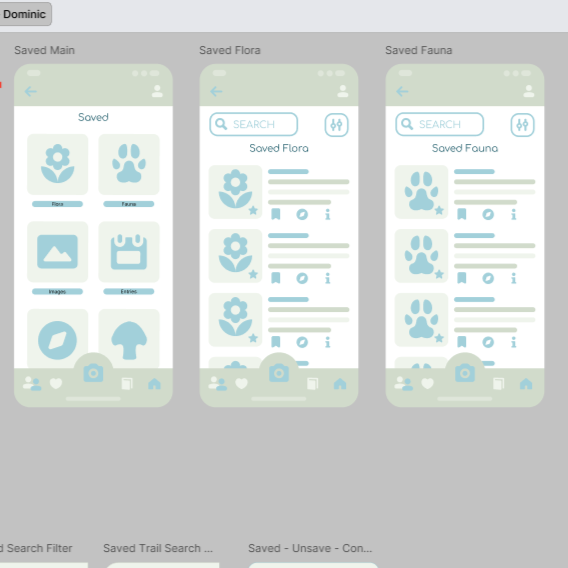 Dominic
Saved Main
Saved Flora
Saved Fauna
Saved
Flora
Fauna
Images
Entries
SEARCH
Saved Flora
SEARCH
Saved Fauna
d Search Filter
Saved Trail Search ...
Saved - Unsave - Con...